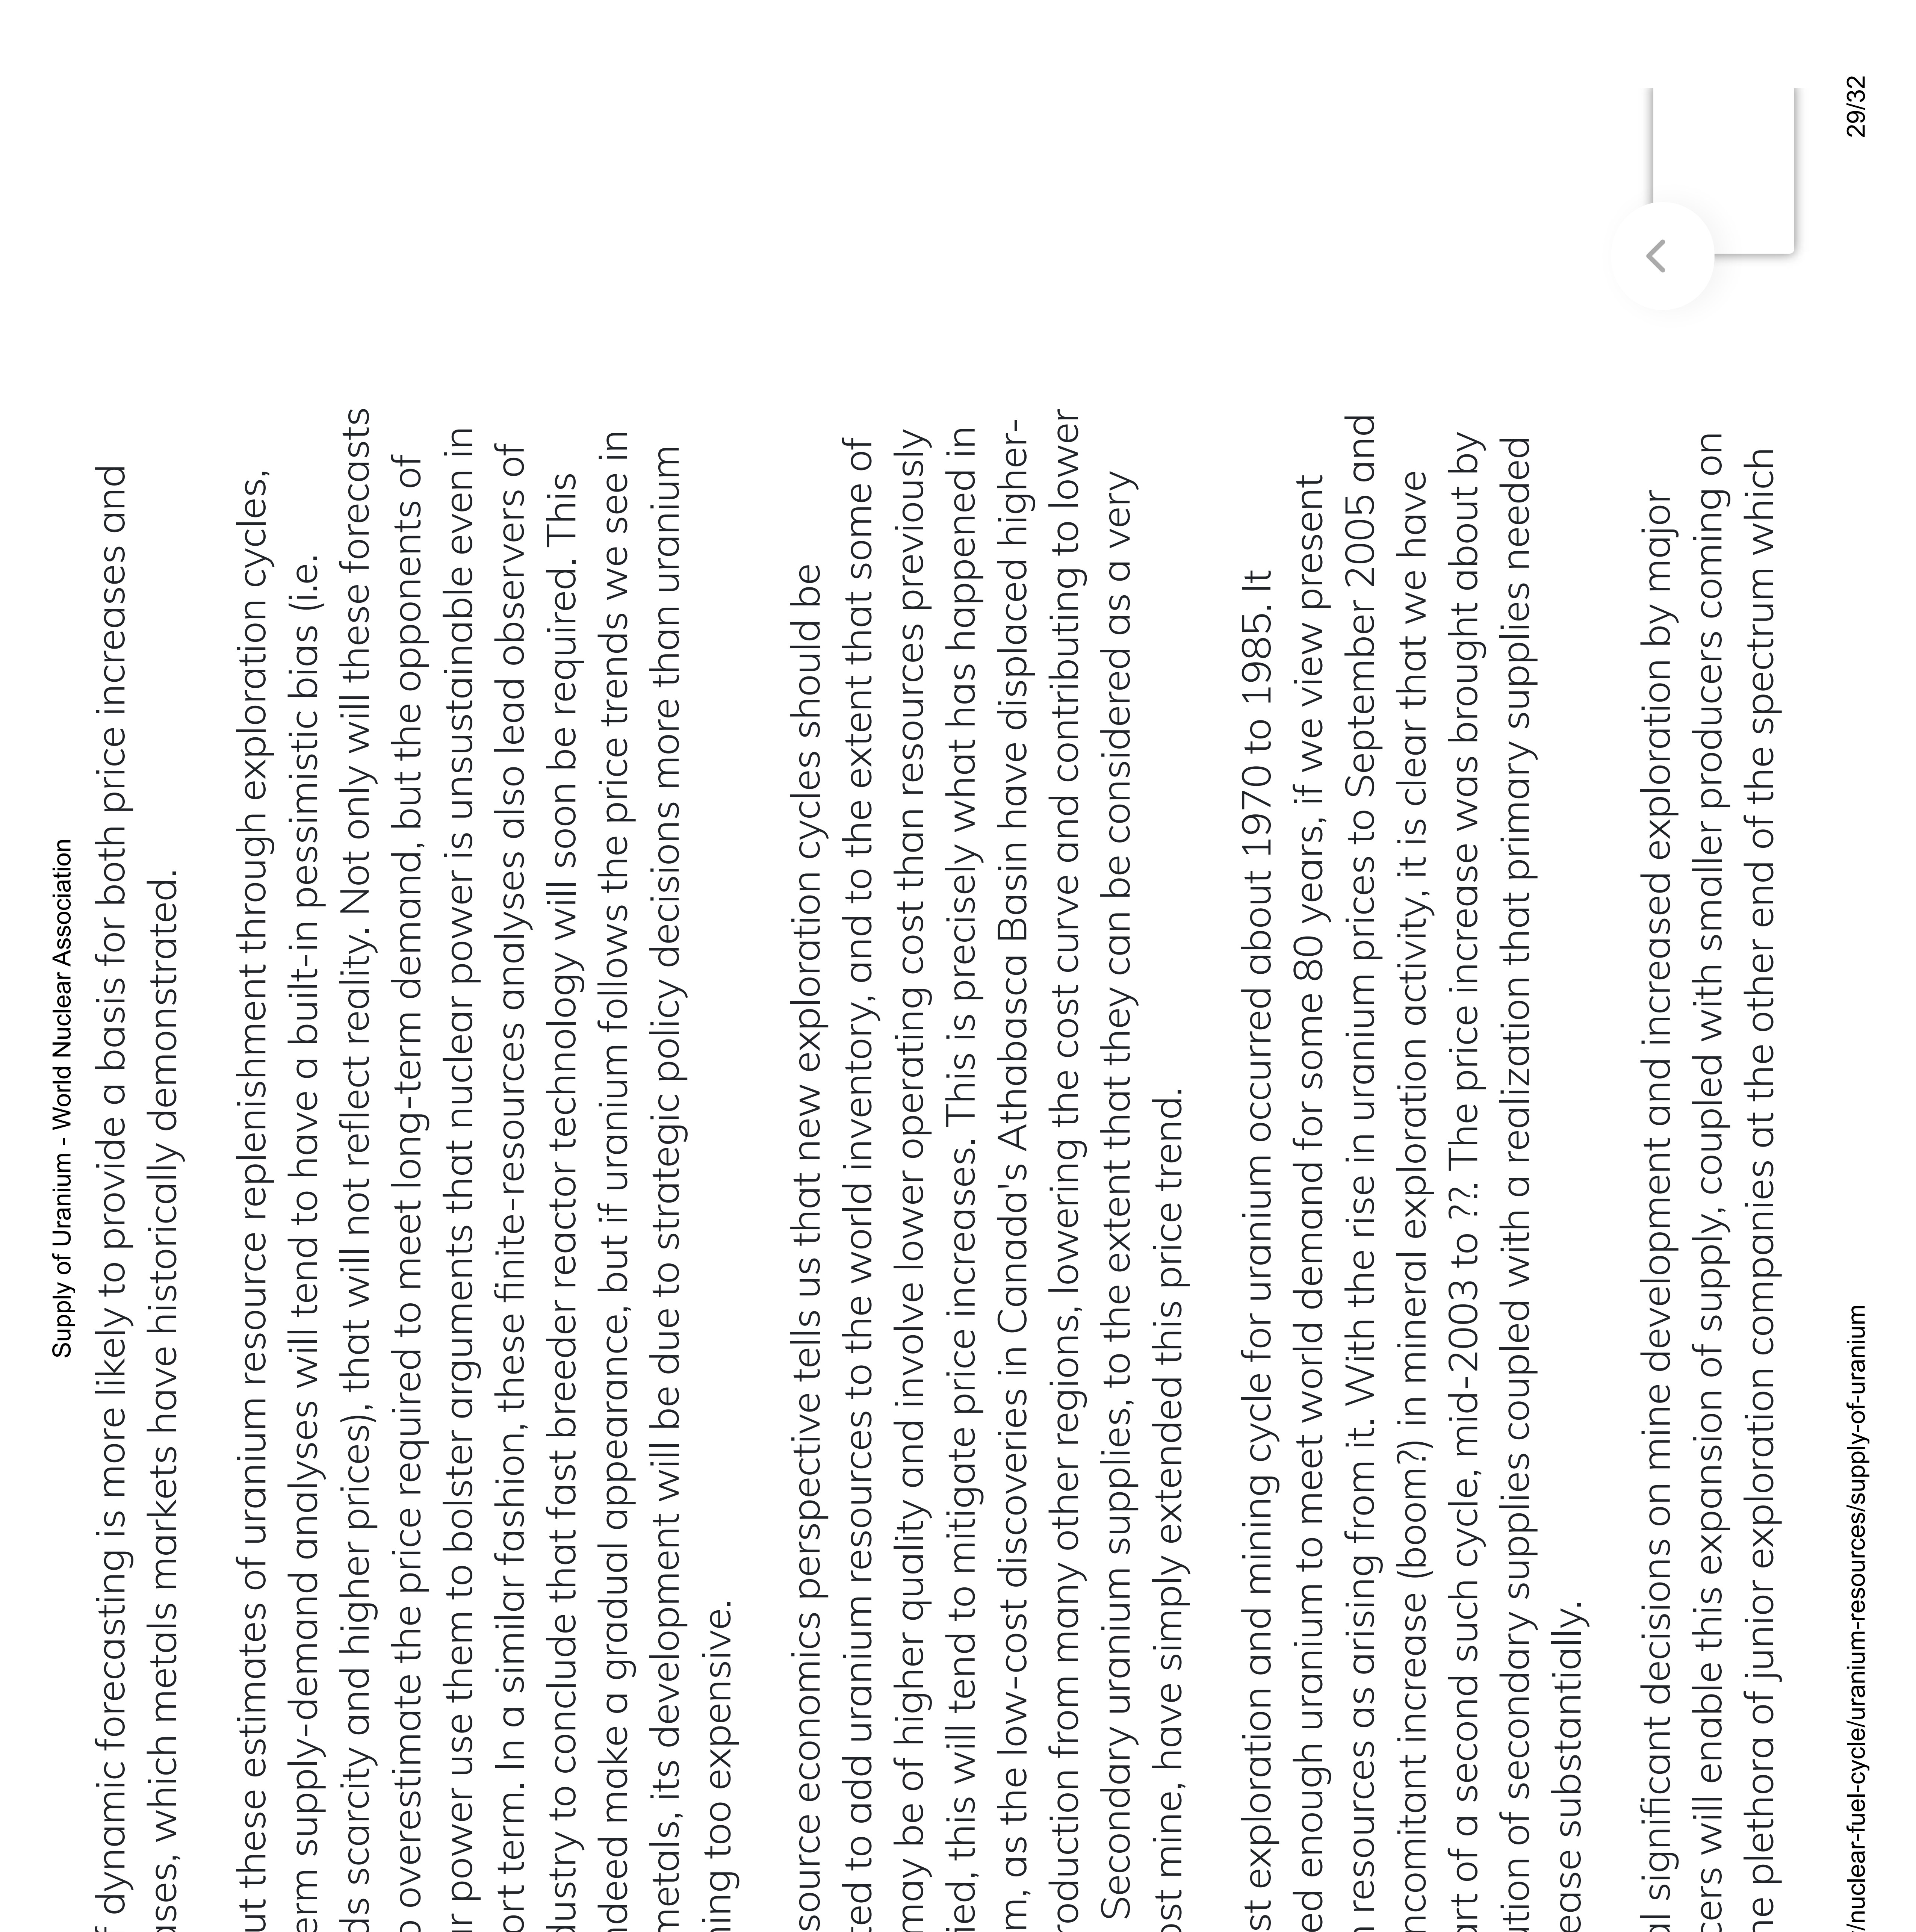 Supply of Uranium - World Nuclear Association
dynamic forecasting is more likely to provide a basis for both price increases and
ases, which metals markets have historically demonstrated.
ut these estimates of uranium resource replenishment through exploration cycles,
erm supply-demand analyses will tend to have a built-in pessimistic bias (i.e.
ds scarcity and higher prices), that will not reflect reality. Not only will these forecasts
o overestimate the price required to meet long-term demand, but the opponents of
r power use them to bolster arguments that nuclear power is unsustainable even in
ort term. In a similar fashion, these finite-resources analyses also lead observers of
dustry to conclude that fast breeder reactor technology will soon be required. This
ndeed make a gradual appearance, but if uranium follows the price trends we see in
metals, its development will be due to strategic policy decisions more than uranium
ning too expensive.
source economics perspective tells us that new exploration cycles should be
ted to add uranium resources to the world inventory, and to the extent that some of
may be of higher quality and involve lower operating cost than resources previously
ied, this will tend to mitigate price increases. This is precisely what has happened in
m, as the low-cost discoveries in Canada's Athabasca Basin have displaced higher-
roduction from many other regions, lowering the cost curve and contributing to lower
Secondary uranium supplies, to the extent that they can be considered as a very
ost mine, have simply extended this price trend.
st exploration and mining cycle for uranium occurred about 1970 to 1985. It
ed enough uranium to meet world demand for some 80 years, if we view present
n resources as arising from it. With the rise in uranium prices to September 2005 and
ncomitant increase (boom?) in mineral exploration activity, it is clear that we have
art of a second such cycle, mid-2003 to ??. The price increase was brought about by
ution of secondary supplies coupled with a realization that primary supplies needed
ease substantially.
al significant decisions on mine development and increased exploration by major
cers will enable this expansion of supply, coupled with smaller producers coming on
he plethora of junior exploration companies at the other end of the spectrum which
/nuclear-fuel-cycle/uranium-resources/supply-of-uranium
29/32